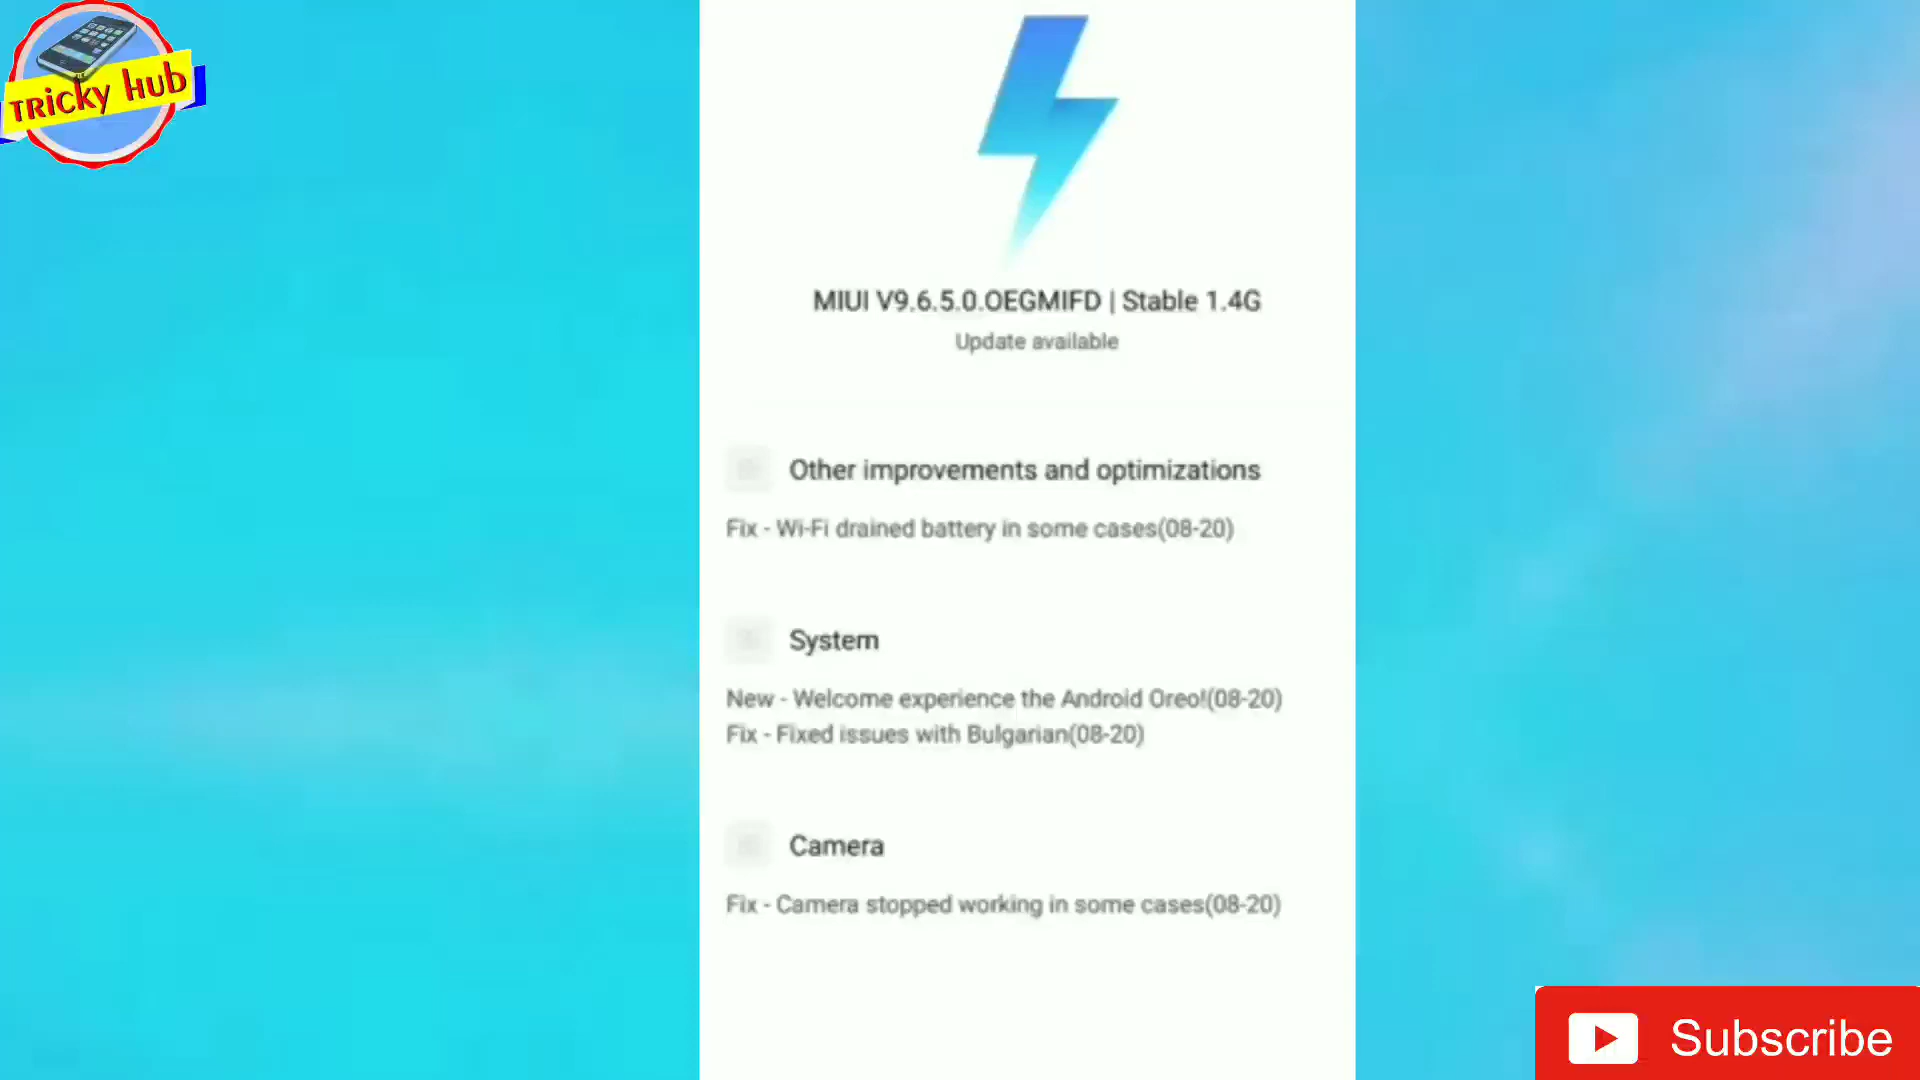 TRicky hub
MIUI V9.6.5.0.OEGMIFD | Stable 1.4G
Update available
Other improvements and optimizations
Fix - Wi-Fi drained battery in some cases(08-20)
System
New - Welcome experience the Android Oreo!(08-20)
Fix - Fixed issues with Bulgarian(08-20)
Camera
Fix - Camera stopped working in some cases(08-20)
Subscribe